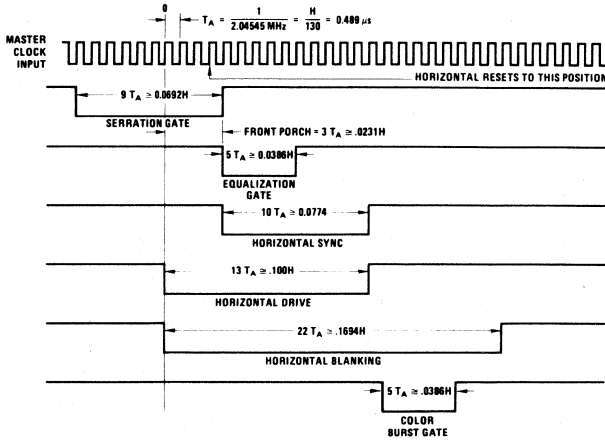 0
T_A = 1 / 2.04545 MHz = H / 130 = 0.489 μs
MASTER
CLOCK
INPUT
HORIZONTAL RESETS TO THIS POSITION
9 T_A ≅ 0.0692H
SERRATION GATE
FRONT PORCH = 3 T_A ≅ .0231H
5 T_A ≅ 0.0386H
EQUALIZATION
GATE
10 T_A ≅ 0.0774
HORIZONTAL SYNC
13 T_A ≅ .100H
HORIZONTAL DRIVE
22 T_A ≅ .1694H
HORIZONTAL BLANKING
5 T_A ≅ .0386H
COLOR
BURST GATE